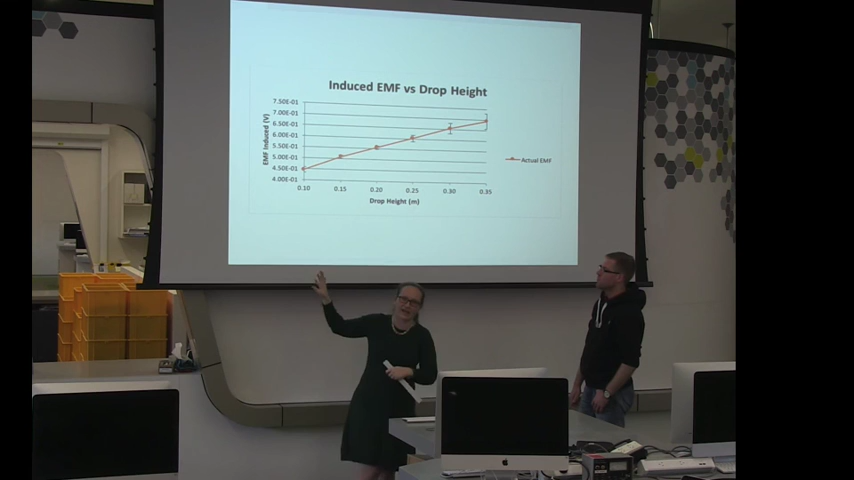 Induced EMF vs Drop Height
EMF Induced (V)
7.50E-01
7.00E-01
6.50E-01
6.00E-01
5.50E-01
5.00E-01
4.50E-01
4.00E-01
0.10 0.15 0.20 0.25 0.30 0.35
Drop Height (m)
Actual EMF